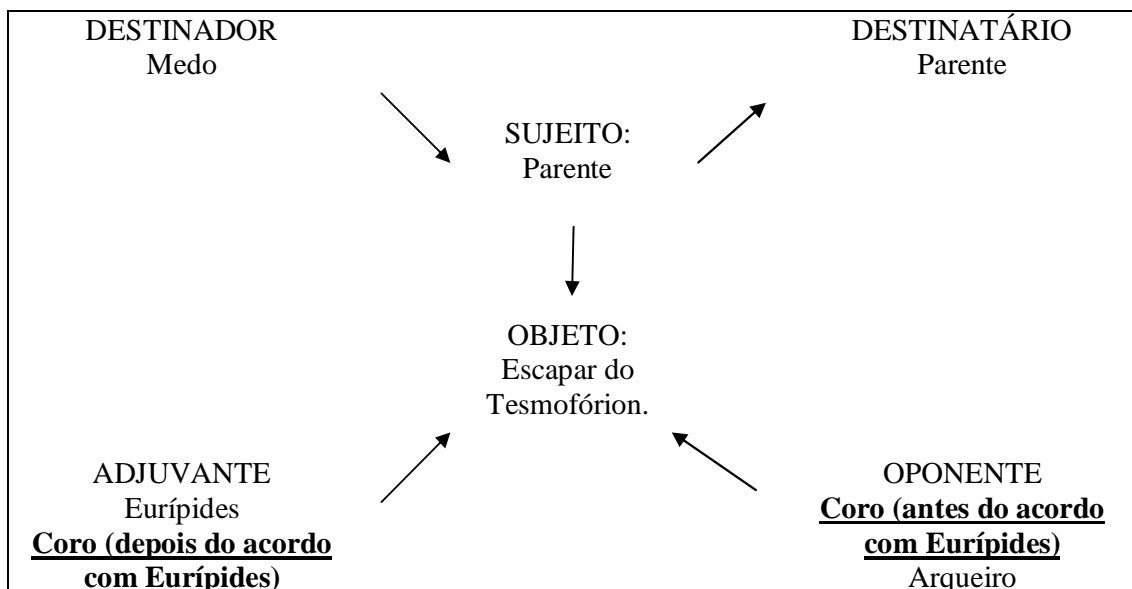 DESTINADOR
Medo
DESTINATÁRIO
Parente
SUJEITO:
Parente
OBJETO:
Escapar do
Tesmofórion.
ADJUVANTE
Eurípides
Coro (depois do acordo
com Eurípides)
OPONENTE
Coro (antes do acordo
com Eurípides)
Arqueiro